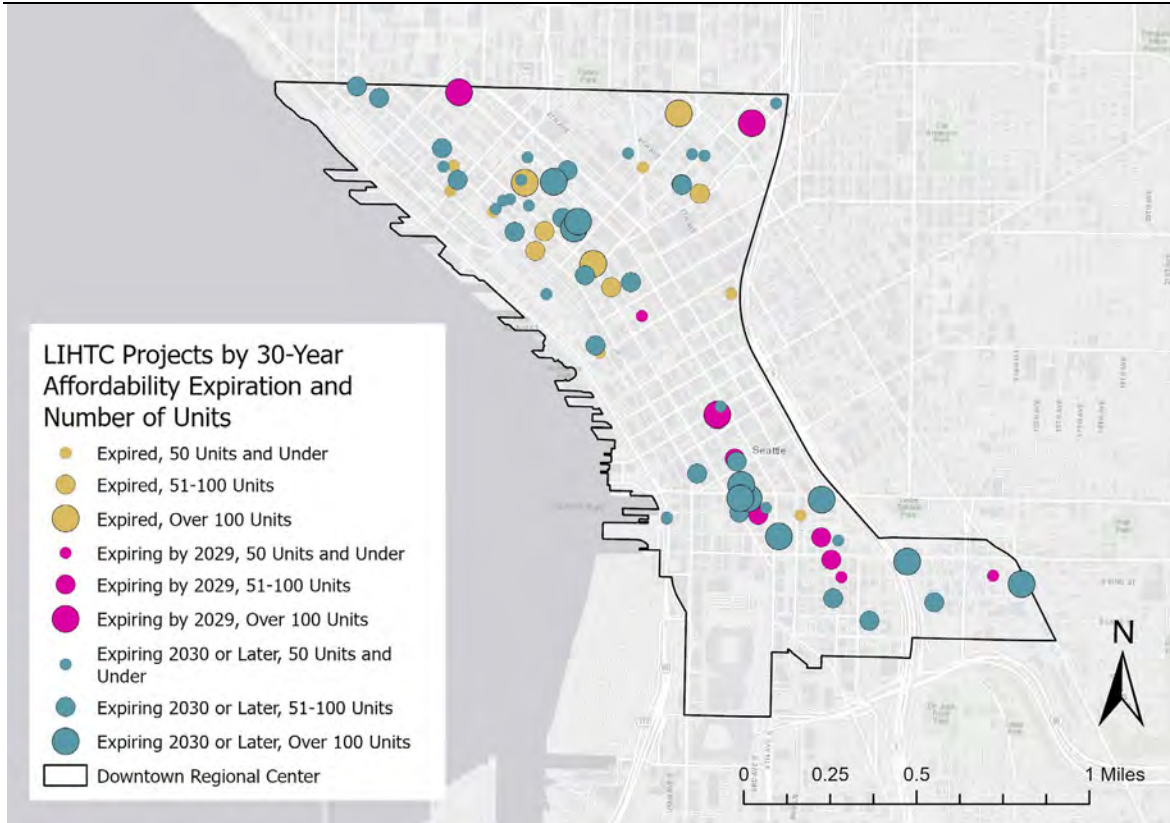 LIHTC Projects by 30-Year
Affordability Expiration and
Number of Units
Expired, 50 Units and Under
Expired, 51-100 Units
Expired, Over 100 Units
Expiring by 2029, 50 Units and Under
Expiring by 2029, 51-100 Units
Expiring by 2029, Over 100 Units
Expiring 2030 or Later, 50 Units and
Under
Expiring 2030 or Later, 51-100 Units
Expiring 2030 or Later, Over 100 Units
Downtown Regional Center
Seattle
N
0 0.25 0.5 1 Miles